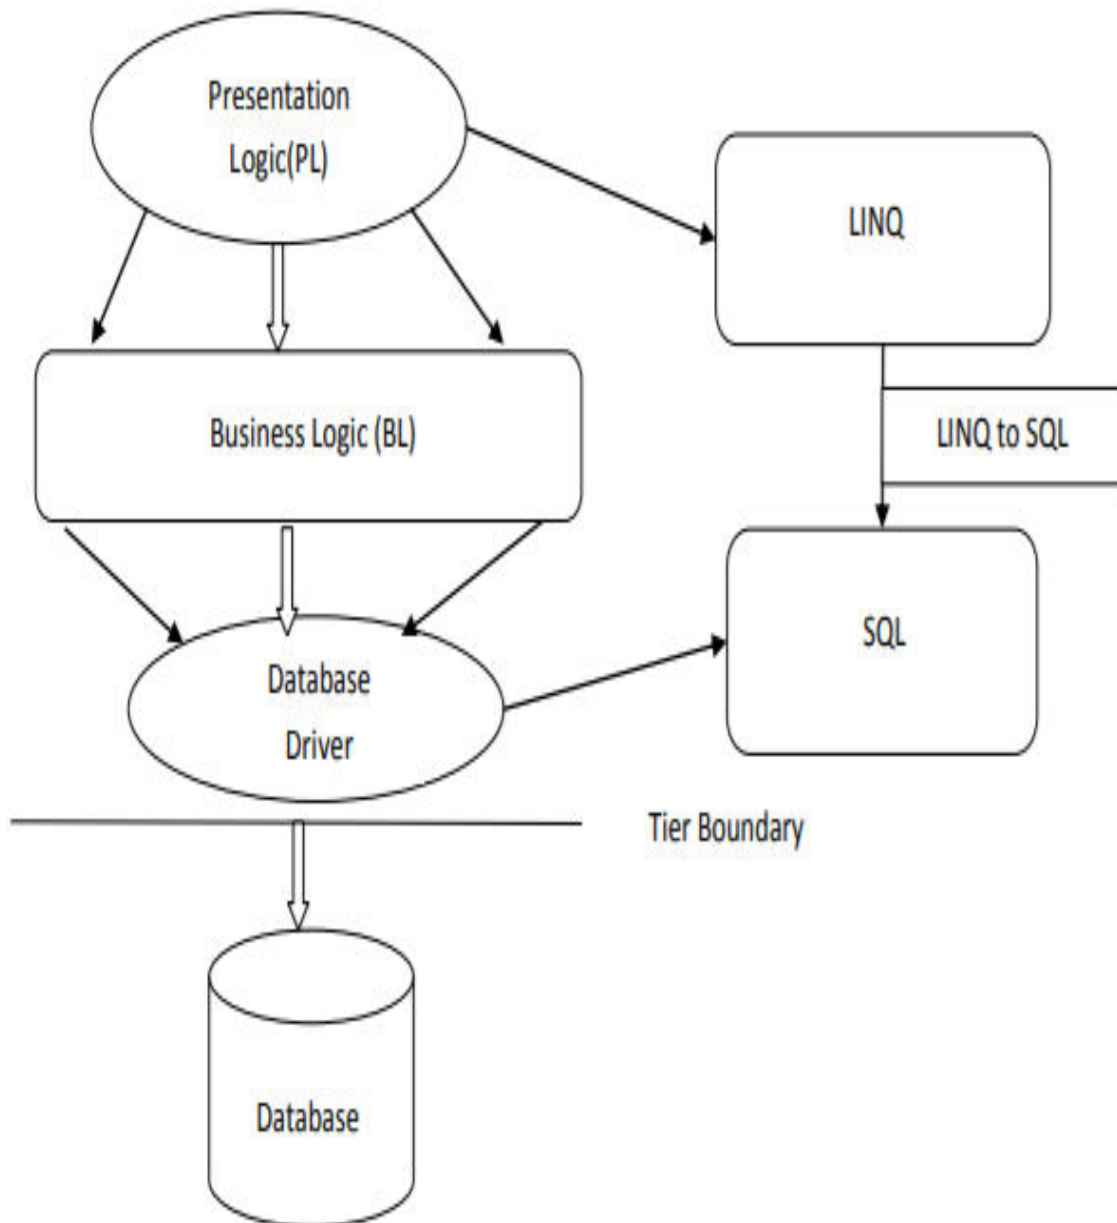 Presentation
Logic(PL)
LINQ
Business Logic (BL)
LINQ to SQL
SQL
Database
Driver
Tier Boundary
Database